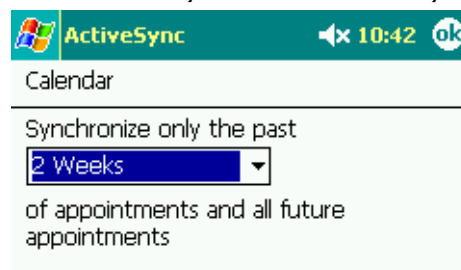 ActiveSync 10:42 ok
Calendar
Synchronize only the past
2 Weeks
of appointments and all future
appointments